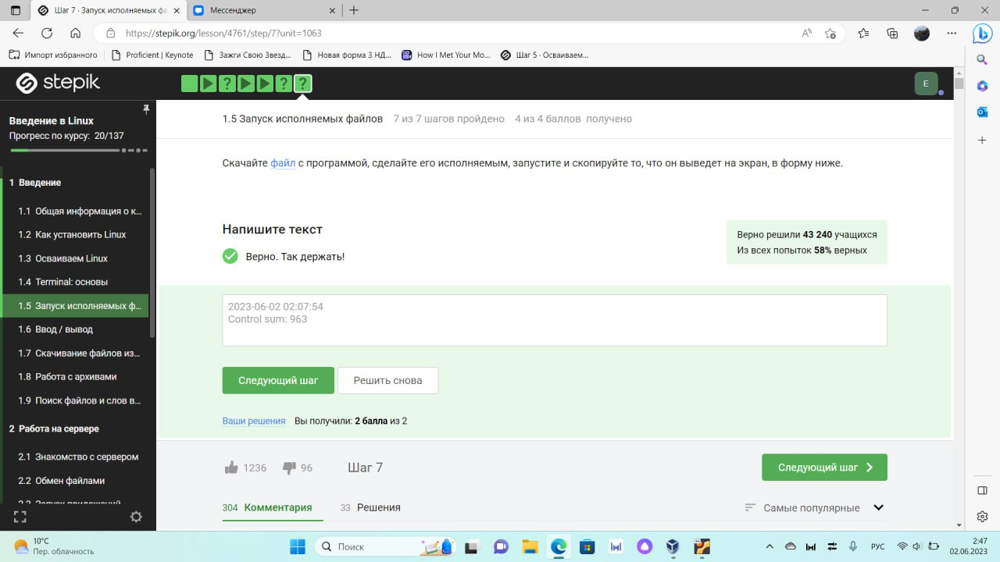 Шаг 7 · Запуск исполняемых фа
Мессенджер
https://stepik.org/lesson/4761/step/7?unit=1063
Импорт избранного
Proficient | Keynote
Зажги Свою Звезд...
Новая форма 3 НД...
How I Met Your Mo...
Шаг 5 · Осваиваем...
stepik
E
Введение в Linux
Прогресс по курсу: 20/137
1 Введение
1.1 Общая информация о к...
1.2 Как установить Linux
1.3 Осваиваем Linux
1.4 Terminal: основы
1.5 Запуск исполняемых ф...
1.6 Ввод / вывод
1.7 Скачивание файлов из...
1.8 Работа с архивами
1.9 Поиск файлов и слов в...
2 Работа на сервере
2.1 Знакомство с сервером
2.2 Обмен файлами
2.3 Запуск приложений
1.5 Запуск исполняемых файлов 7 из 7 шагов пройдено 4 из 4 баллов получено
Скачайте файл с программой, сделайте его исполняемым, запустите и скопируйте то, что он выведет на экран, в форму ниже.
Напишите текст
Верно. Так держать!
Верно решили 43 240 учащихся
Из всех попыток 58% верных
2023-06-02 02:07:54
Control sum: 963
Следующий шаг
Решить снова
Ваши решения Вы получили: 2 балла из 2
1236
96
Шаг 7
Следующий шаг
304 Комментария
33 Решения
Самые популярные
10°C
Пер. облачность
Поиск
РУС
2:47
02.06.2023